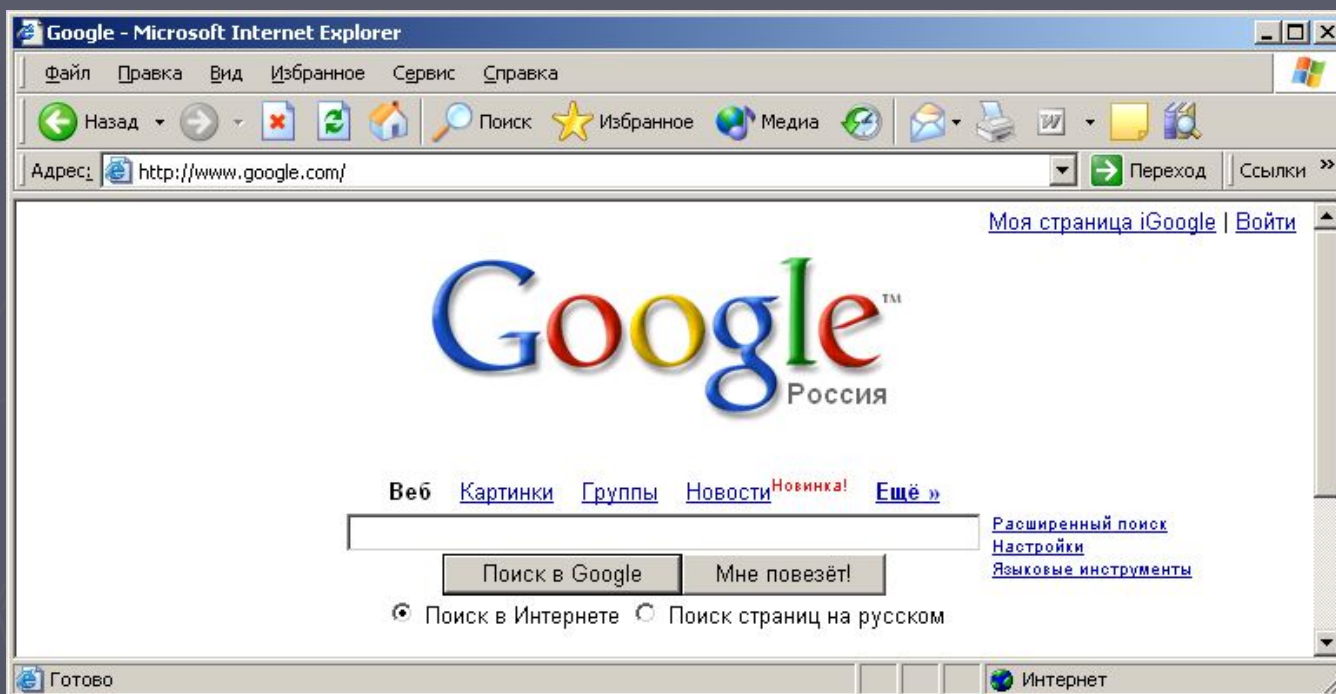 Google - Microsoft Internet Explorer
Файл Правка Вид Избранное Сервис Справка
Назад Поиск Избранное Медиа
Адрес: http://www.google.com/ Переход Ссылки »
Моя страница iGoogle | Войти
Google™
Россия
Веб Картинки Группы Новости Новинка! Ещё »
Расширенный поиск
Настройки
Языковые инструменты
Поиск в Google Мне повезёт!
Поиск в Интернете Поиск страниц на русском
Готово Интернет